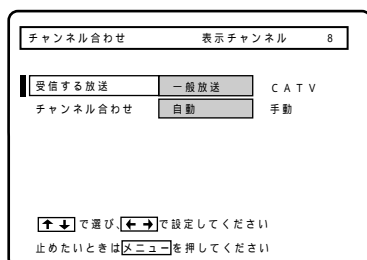 チャンネル合わせ 表示チャンネル 8
受信する放送 一般放送 CATV
チャンネル合わせ 自動 手動
↑↓で選び、←→で設定してください
止めたいときはメニューを押してください